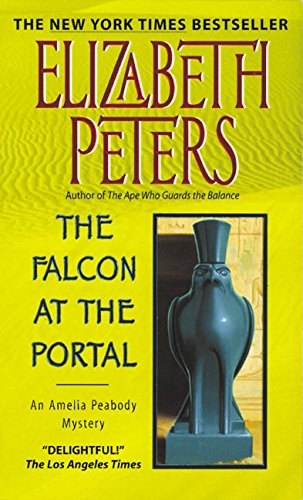 THE NEW YORK TIMES BESTSELLER
ELIZABETH
PETERS
Author of The Ape Who Guards the Balance
THE
FALCON
AT THE
PORTAL
An Amelia Peabody
Mystery
"DELIGHTFUL!"
The Los Angeles Times